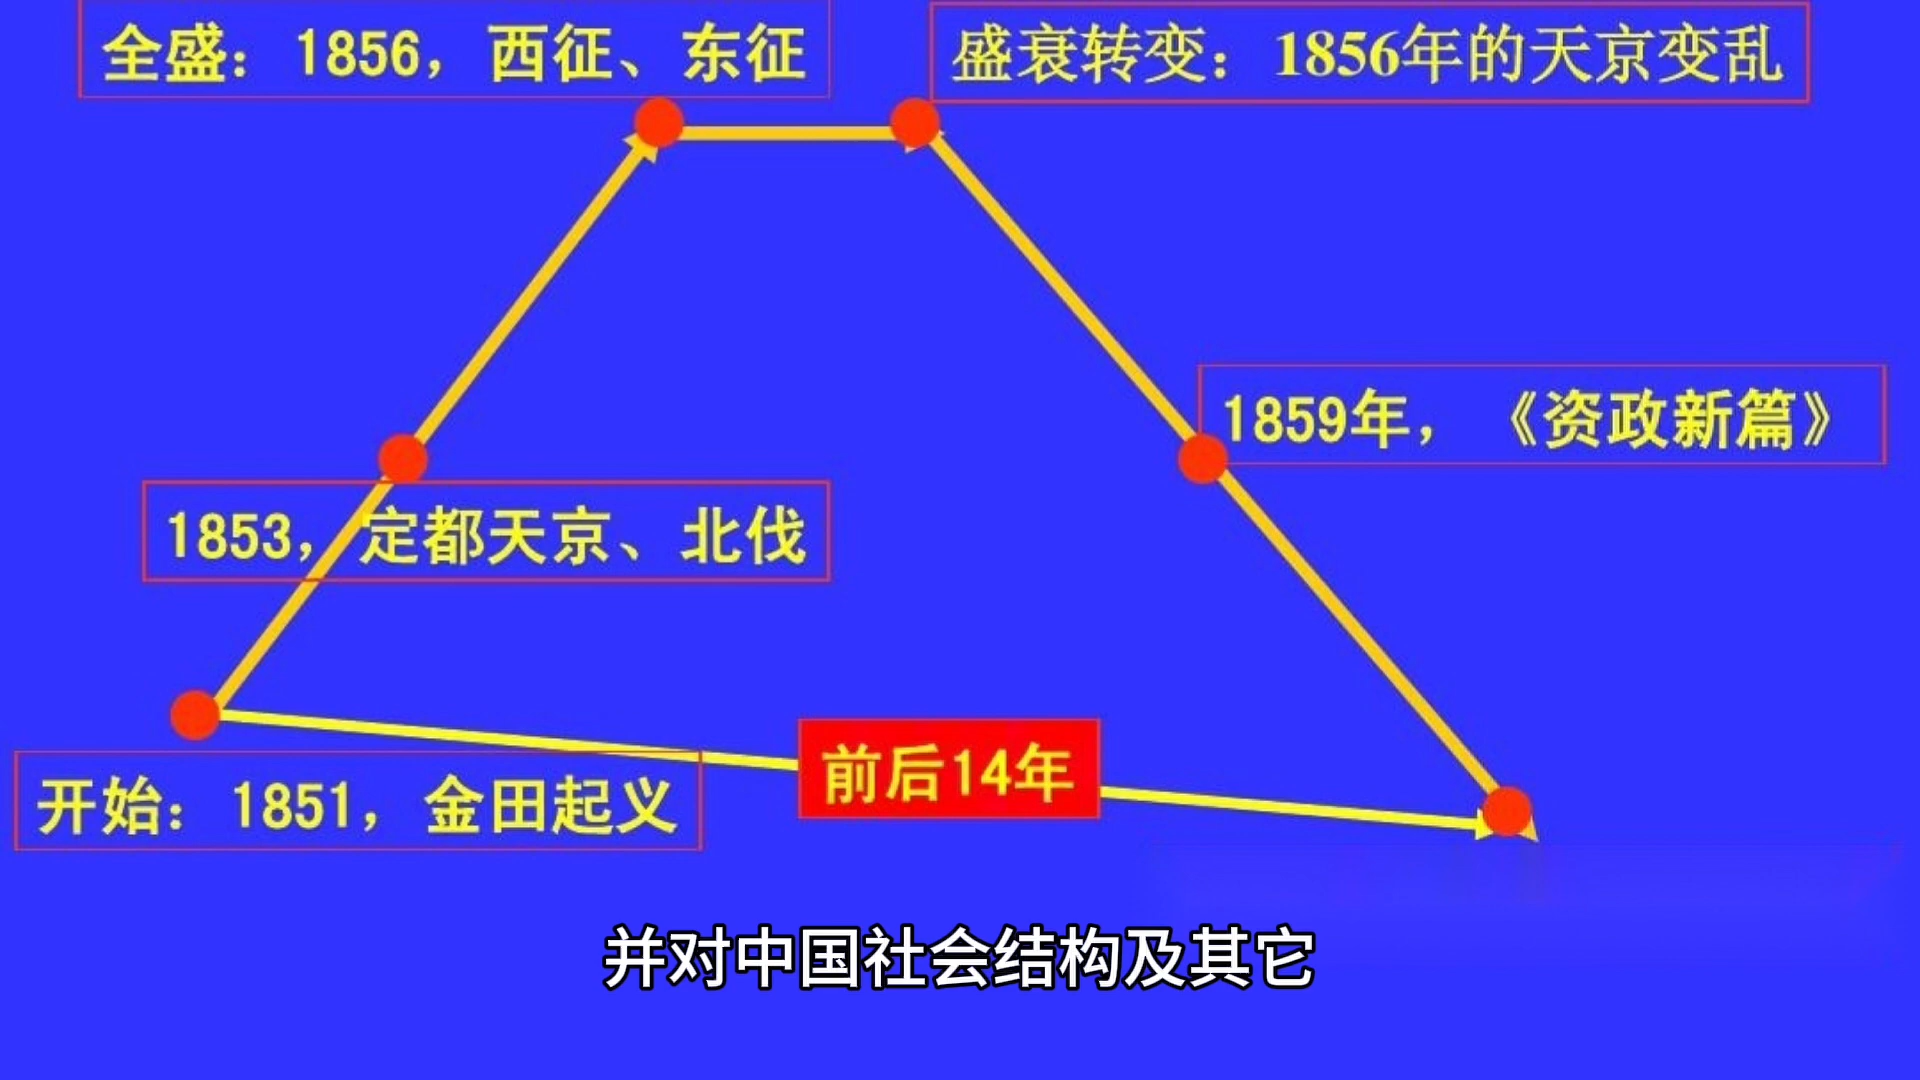 全盛：1856，西征、东征
盛衰转变：1856年的天京变乱
1859年，《资政新篇》
1853，定都天京、北伐
前后14年
开始：1851，金田起义
并对中国社会结构及其它